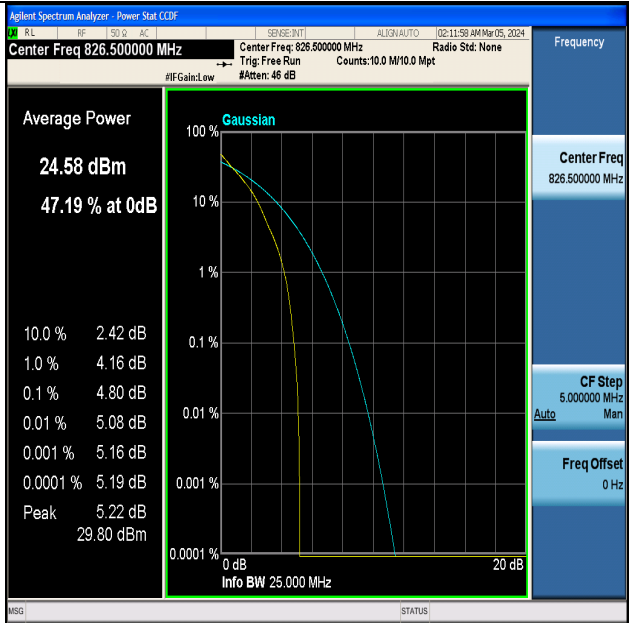 Agilent Spectrum Analyzer - Power Stat CCDF
LXI RL RF 50 Ω AC SENSE:INT ALIGN AUTO 02:11:58 AM Mar 05, 2024
Center Freq 826.500000 MHz
Center Freq: 826.500000 MHz Radio Std: None
Trig: Free Run Counts:10.0 M/10.0 Mpt
#IFGain:Low #Atten: 46 dB
Frequency
Average Power
24.58 dBm
47.19 % at 0dB
10.0 % 2.42 dB
1.0 % 4.16 dB
0.1 % 4.80 dB
0.01 % 5.08 dB
0.001 % 5.16 dB
0.0001 % 5.19 dB
Peak 5.22 dB
29.80 dBm
Gaussian
100 %
10 %
1 %
0.1 %
0.01 %
0.001 %
0.0001 %
0 dB 20 dB
Info BW 25.000 MHz
Center Freq
826.500000 MHz
CF Step
5.000000 MHz
Auto Man
Freq Offset
0 Hz
MSG STATUS